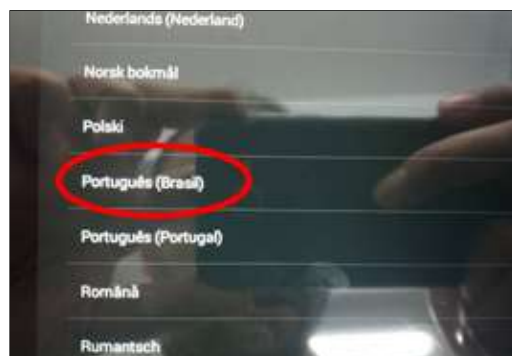 Nederlands (Nederland)
Norsk bokmål
Polski
Português (Brasil)
Português (Portugal)
Română
Rumantsch